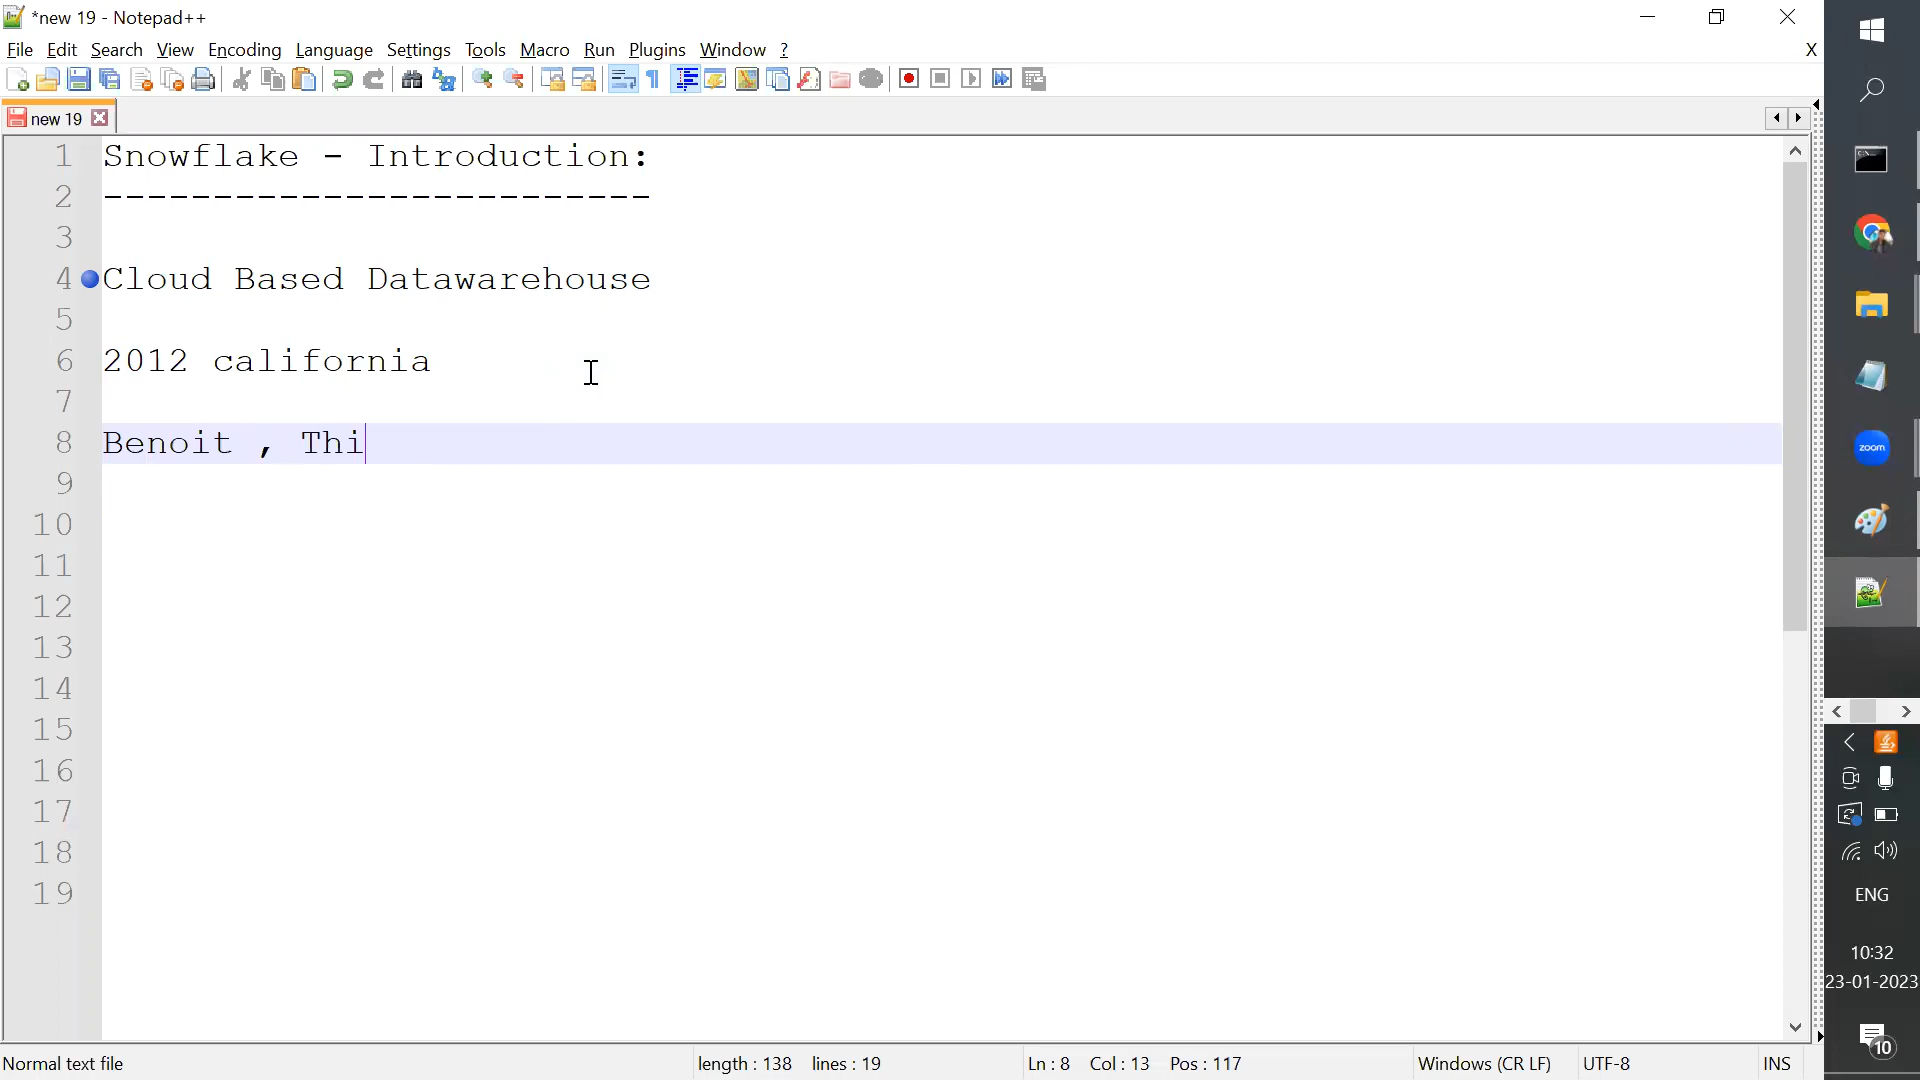 *new 19 - Notepad++
File Edit Search View Encoding Language Settings Tools Macro Run Plugins Window ? X
new 19
1 Snowflake - Introduction:
2 -------------------------
3
4 Cloud Based Datawarehouse
5
6 2012 california
7
8 Benoit , Thi
9
10
11
12
13
14
15
16
17
18
19
zoom
ENG
10:32
23-01-2023
10
Normal text file length : 138 lines : 19 Ln : 8 Col : 13 Pos : 117 Windows (CR LF) UTF-8 INS